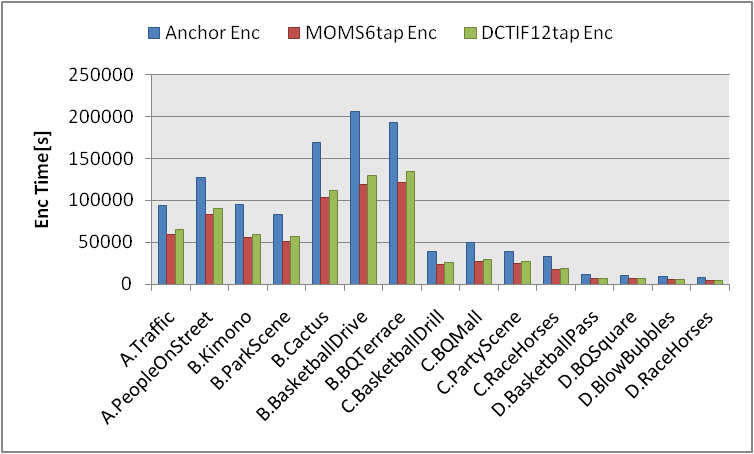 Anchor Enc MOMS6tap Enc DCTIF12tap Enc
Enc Time[s]
250000
200000
150000
100000
50000
0
A.Traffic
A.PeopleOnStreet
B.Kimono
B.ParkScene
B.Cactus
B.BasketballDrive
B.BQTerrace
C.BasketballDrill
C.BQMall
C.PartyScene
C.RaceHorses
D.BasketballPass
D.BQSquare
D.BlowBubbles
D.RaceHorses